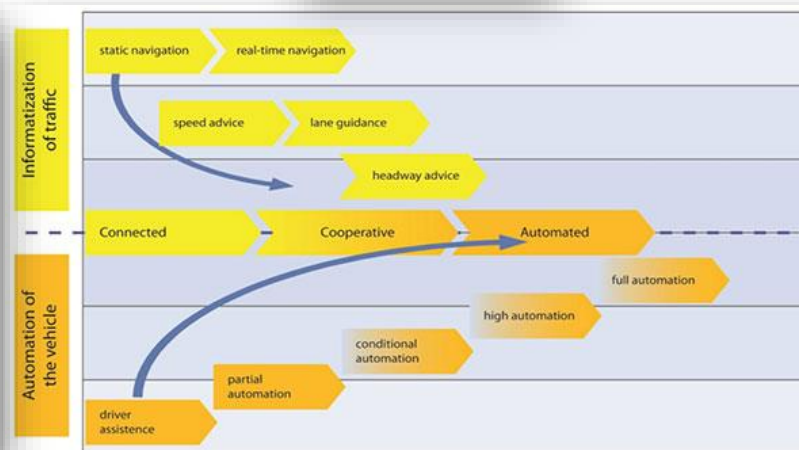 Informatization
of traffic
static navigation
real-time navigation
speed advice
lane guidance
headway advice
Connected
Cooperative
Automated
Automation of
the vehicle
full automation
high automation
conditional
automation
partial
automation
driver
assistence